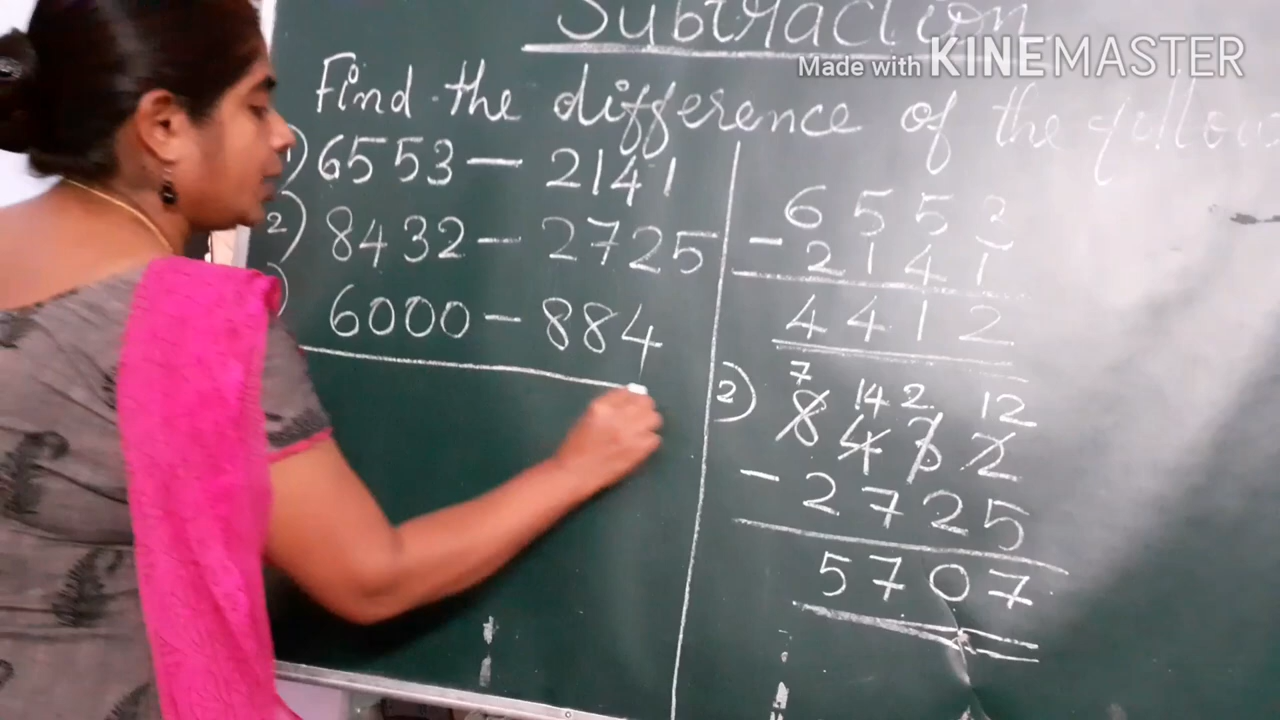 Subtraction
Made with KINEMASTER
Find the difference of the
1) 6553 - 2141
2) 8432 - 2725
) 6000 - 884
6553
- 2141
4412
7 14 2 12
2) 8432
- 2725
5707